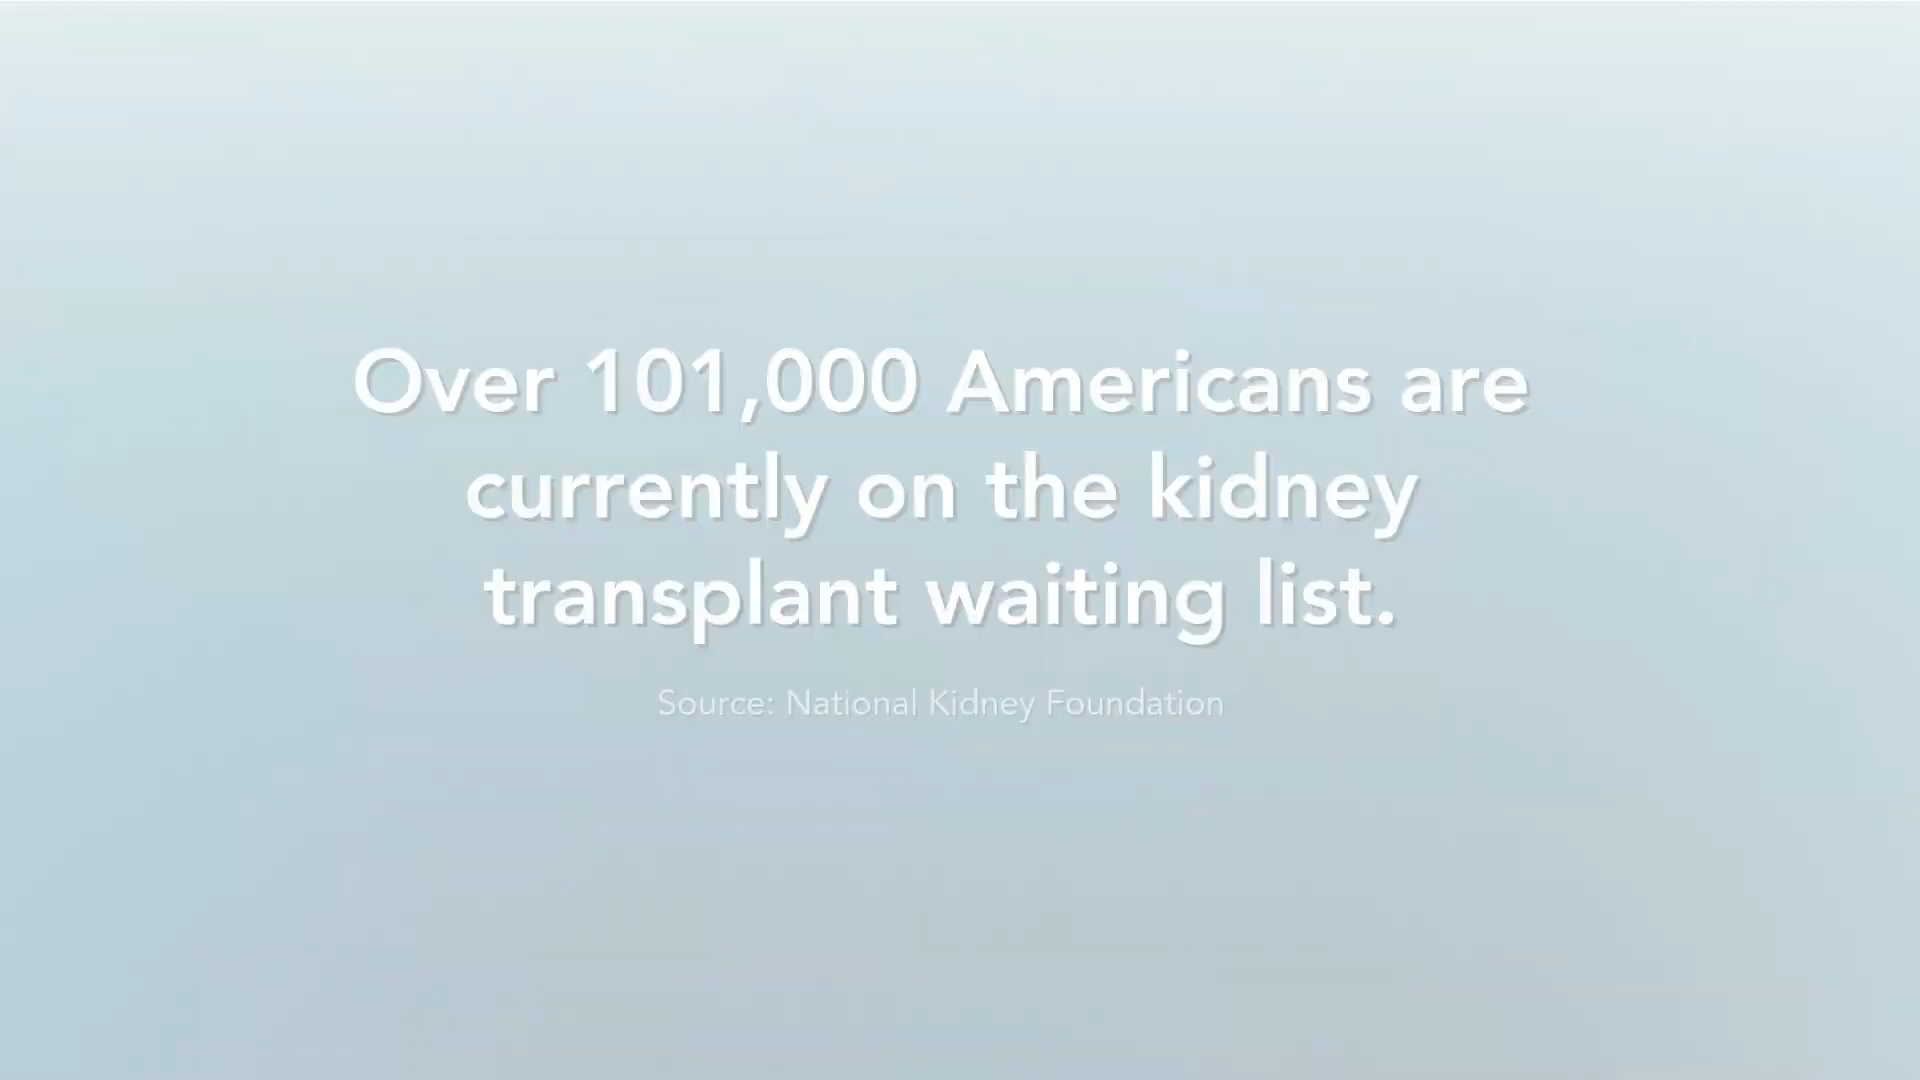 Over 101,000 Americans are
currently on the kidney
transplant waiting list.
Source: National Kidney Foundation